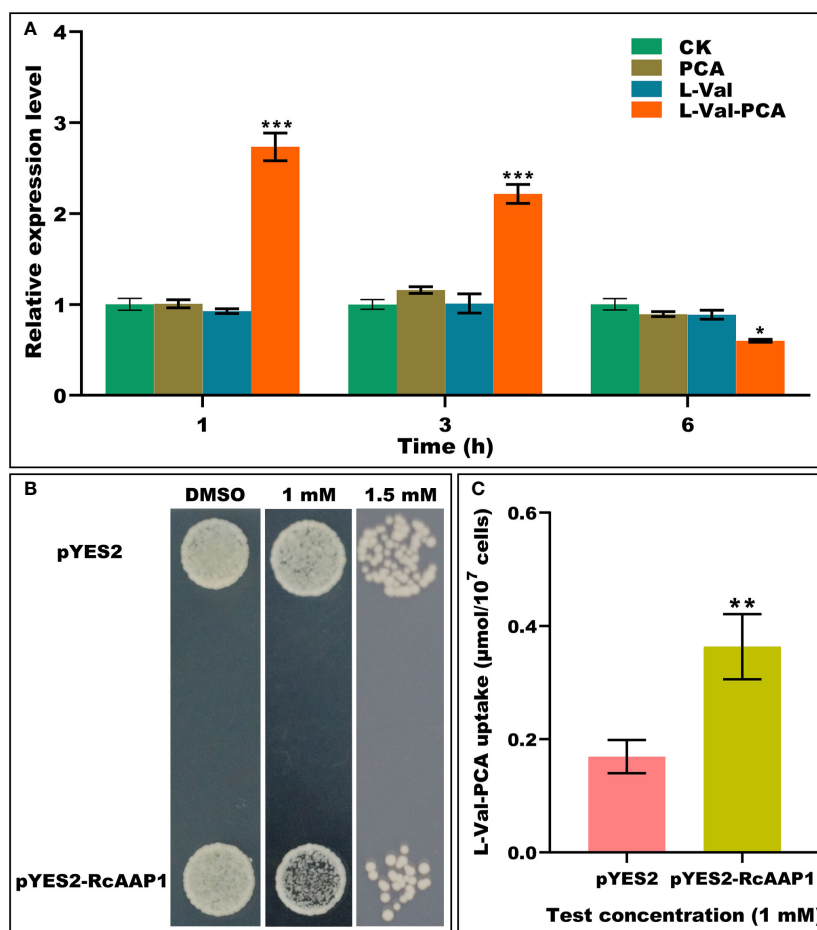 A
Relative expression level
4
3
2
1
0
CK
PCA
L-Val
L-Val-PCA
***
***
*
1 3 6
Time (h)
B
DMSO 1 mM 1.5 mM
pYES2
pYES2-RcAAP1
C
L-Val-PCA uptake (μmol/10⁷ cells)
0.6
0.4
0.2
0.0
**
pYES2 pYES2-RcAAP1
Test concentration (1 mM)